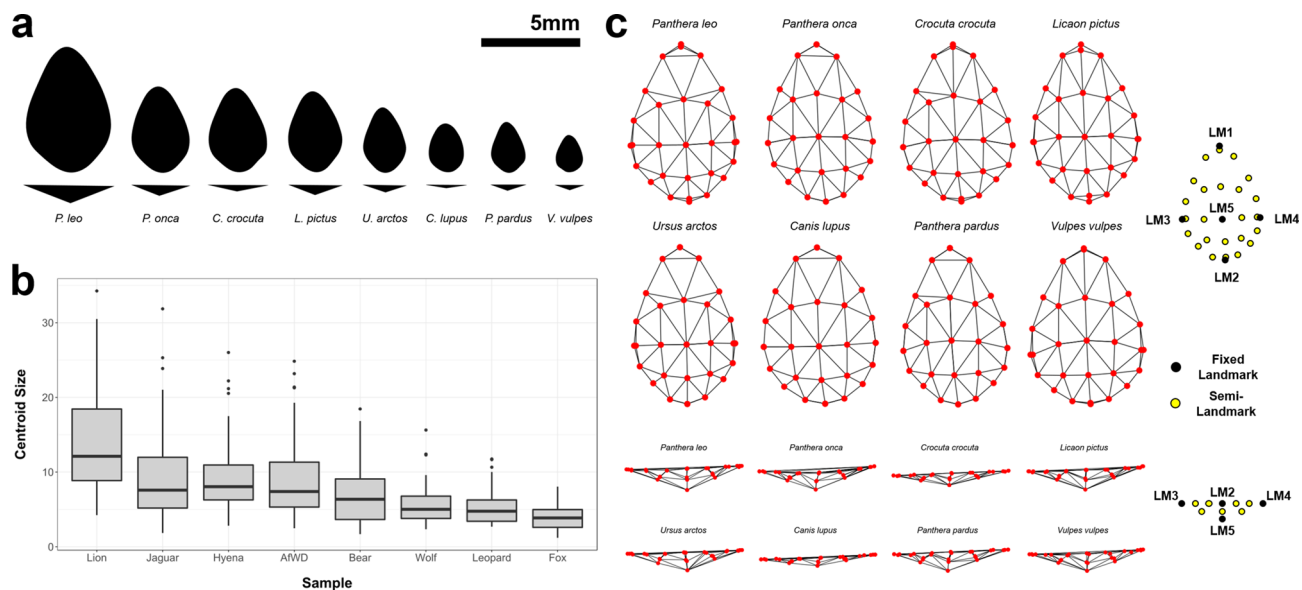 a
5mm
P. leo P. onca C. crocuta L. pictus U. arctos C. lupus P. pardus V. vulpes
b
Centroid Size
30
20
10
0
Lion Jaguar Hyena AfWD Bear Wolf Leopard Fox
Sample
c
Panthera leo Panthera onca Crocuta crocuta Licaon pictus
Ursus arctos Canis lupus Panthera pardus Vulpes vulpes
Panthera leo Panthera onca Crocuta crocuta Licaon pictus
Ursus arctos Canis lupus Panthera pardus Vulpes vulpes
LM1
LM3 LM5 LM4
LM2
Fixed
Landmark
Semi-
Landmark
LM3 LM2 LM4
LM5